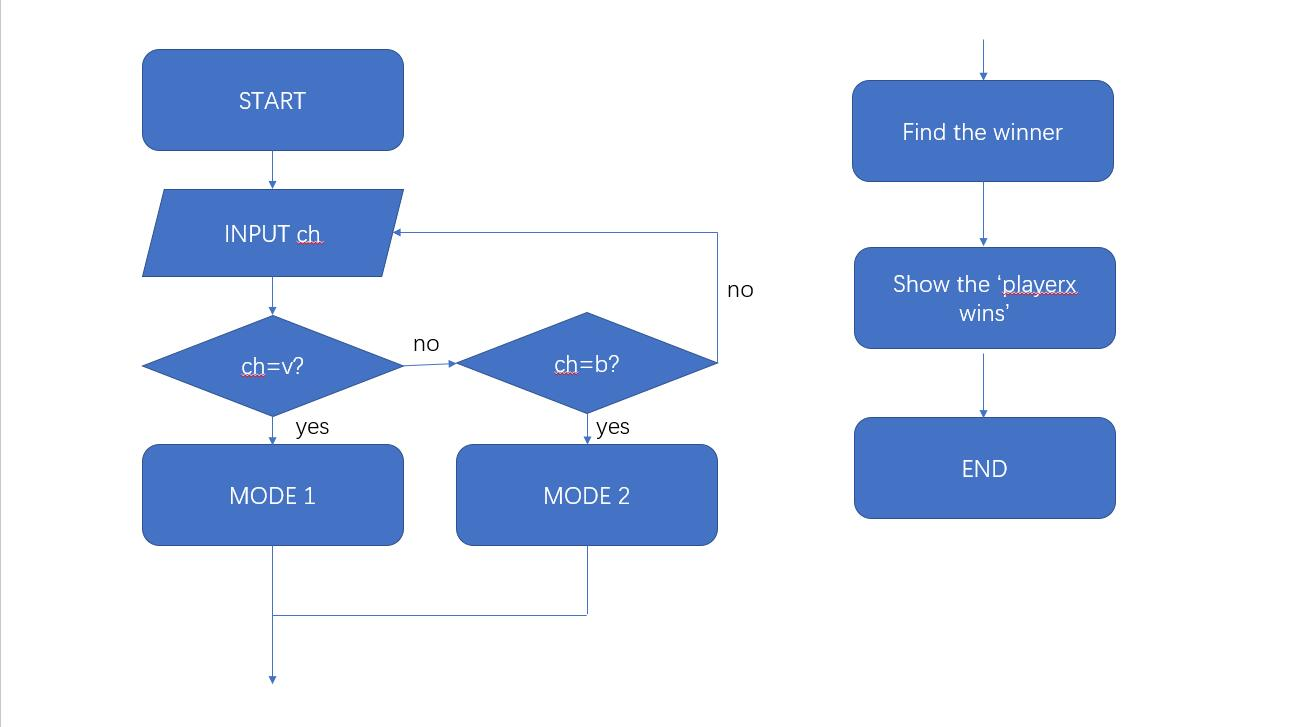 START
INPUT ch
no
ch=v?
no
ch=b?
yes
yes
MODE 1
MODE 2
Find the winner
Show the ‘playerx
wins’
END